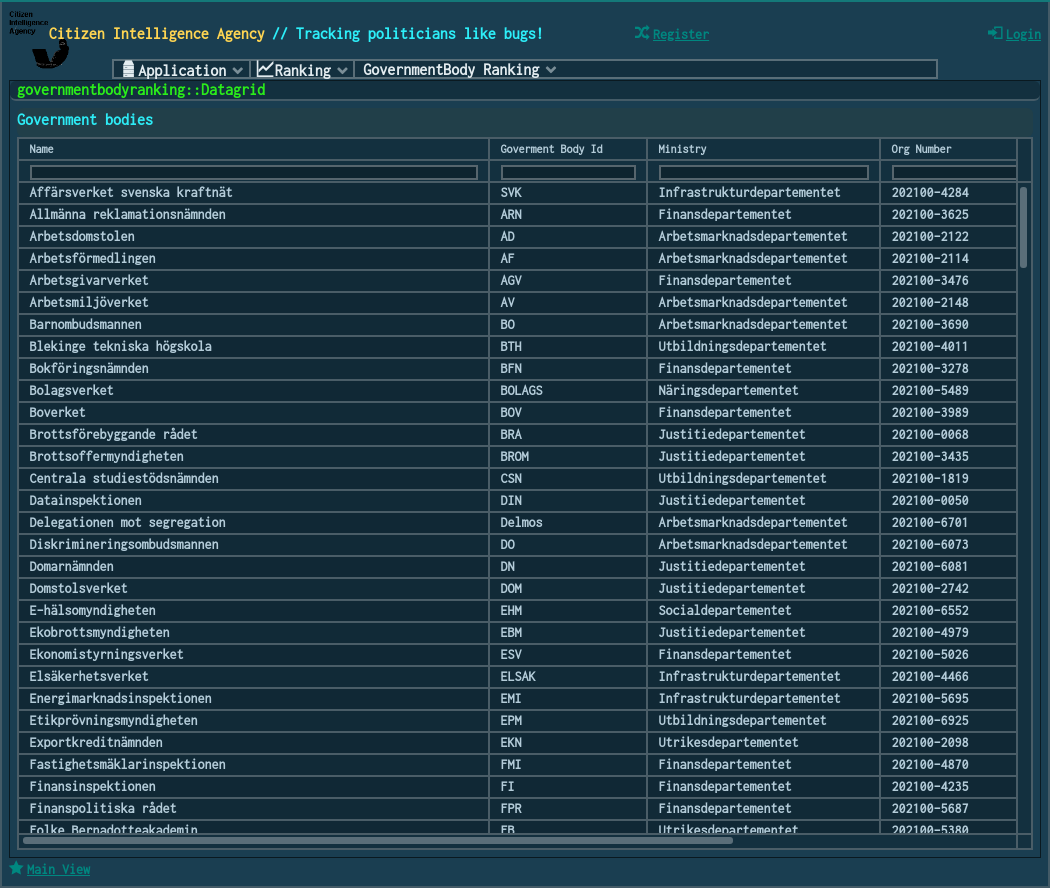 Citizen
Intelligence
Agency
Citizen Intelligence Agency // Tracking politicians like bugs!
Register
Login
Application
Ranking
GovernmentBody Ranking
governmentbodyranking::Datagrid
Government bodies
Name Goverment Body Id Ministry Org Number
Affärsverket svenska kraftnät SVK Infrastrukturdepartementet 202100-4284
Allmänna reklamationsnämnden ARN Finansdepartementet 202100-3625
Arbetsdomstolen AD Arbetsmarknadsdepartementet 202100-2122
Arbetsförmedlingen AF Arbetsmarknadsdepartementet 202100-2114
Arbetsgivarverket AGV Finansdepartementet 202100-3476
Arbetsmiljöverket AV Arbetsmarknadsdepartementet 202100-2148
Barnombudsmannen BO Arbetsmarknadsdepartementet 202100-3690
Blekinge tekniska högskola BTH Utbildningsdepartementet 202100-4011
Bokföringsnämnden BFN Finansdepartementet 202100-3278
Bolagsverket BOLAGS Näringsdepartementet 202100-5489
Boverket BOV Finansdepartementet 202100-3989
Brottsförebyggande rådet BRA Justitiedepartementet 202100-0068
Brottsoffermyndigheten BROM Justitiedepartementet 202100-3435
Centrala studiestödsnämnden CSN Utbildningsdepartementet 202100-1819
Datainspektionen DIN Justitiedepartementet 202100-0050
Delegationen mot segregation Delmos Arbetsmarknadsdepartementet 202100-6701
Diskrimineringsombudsmannen DO Arbetsmarknadsdepartementet 202100-6073
Domarnämnden DN Justitiedepartementet 202100-6081
Domstolsverket DOM Justitiedepartementet 202100-2742
E-hälsomyndigheten EHM Socialdepartementet 202100-6552
Ekobrottsmyndigheten EBM Justitiedepartementet 202100-4979
Ekonomistyrningsverket ESV Finansdepartementet 202100-5026
Elsäkerhetsverket ELSAK Infrastrukturdepartementet 202100-4466
Energimarknadsinspektionen EMI Infrastrukturdepartementet 202100-5695
Etikprövningsmyndigheten EPM Utbildningsdepartementet 202100-6925
Exportkreditnämnden EKN Utrikesdepartementet 202100-2098
Fastighetsmäklarinspektionen FMI Finansdepartementet 202100-4870
Finansinspektionen FI Finansdepartementet 202100-4235
Finanspolitiska rådet FPR Finansdepartementet 202100-5687
Folke Bernadotteakademin FB Utrikesdepartementet 202100-5380
Main View